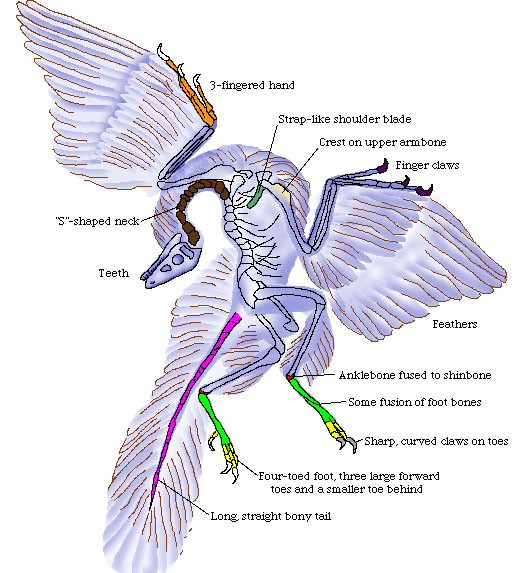 3-fingered hand
Strap-like shoulder blade
Crest on upper armbone
Finger claws
"S"-shaped neck
Teeth
Feathers
Anklebone fused to shinbone
Some fusion of foot bones
Sharp, curved claws on toes
Four-toed foot, three large forward
toes and a smaller toe behind
Long, straight bony tail